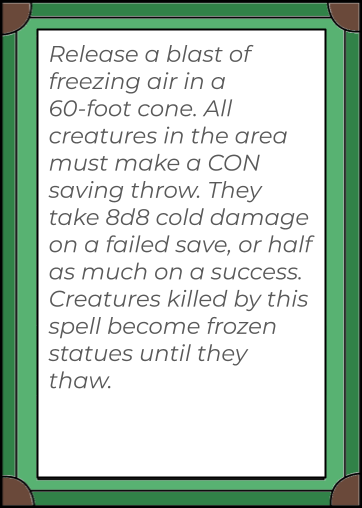 Release a blast of
freezing air in a
60-foot cone. All
creatures in the area
must make a CON
saving throw. They
take 8d8 cold damage
on a failed save, or half
as much on a success.
Creatures killed by this
spell become frozen
statues until they
thaw.